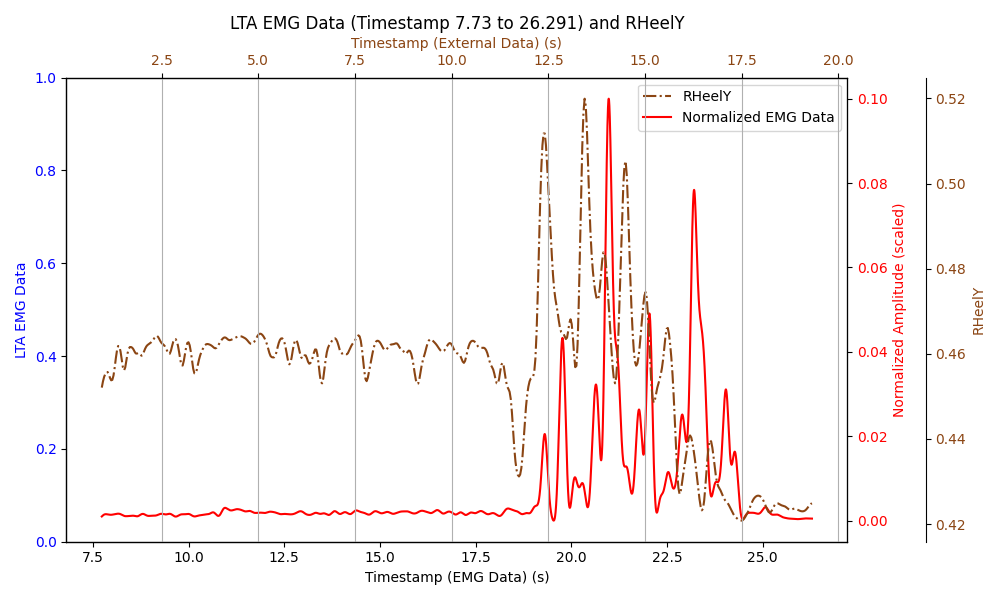 LTA EMG Data (Timestamp 7.73 to 26.291) and RHeelY
Timestamp (External Data) (s)
2.5 5.0 7.5 10.0 12.5 15.0 17.5 20.0
RHeelY
Normalized EMG Data
LTA EMG Data
1.0
0.8
0.6
0.4
0.2
0.0
Normalized Amplitude (scaled)
0.10
0.08
0.06
0.04
0.02
0.00
RHeelY
0.52
0.50
0.48
0.46
0.44
0.42
7.5 10.0 12.5 15.0 17.5 20.0 22.5 25.0
Timestamp (EMG Data) (s)